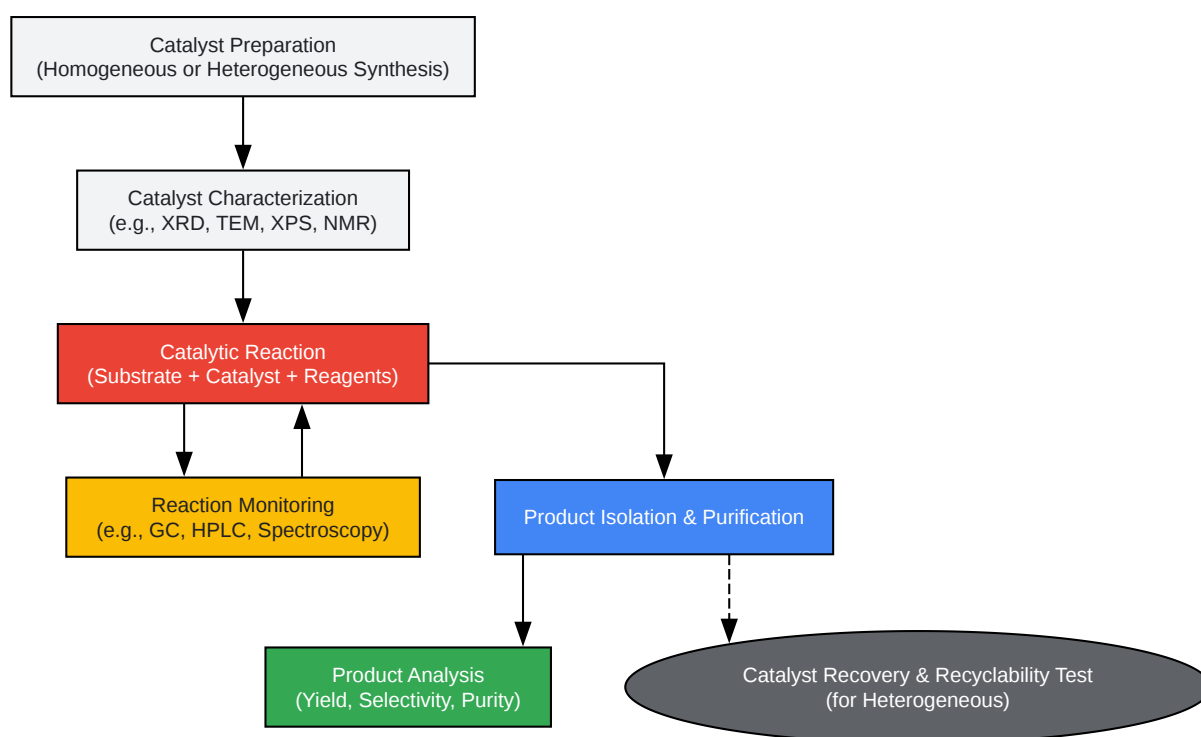 Catalyst Preparation
(Homogeneous or Heterogeneous Synthesis)
Catalyst Characterization
(e.g., XRD, TEM, XPS, NMR)
Catalytic Reaction
(Substrate + Catalyst + Reagents)
Reaction Monitoring
(e.g., GC, HPLC, Spectroscopy)
Product Isolation & Purification
Product Analysis
(Yield, Selectivity, Purity)
Catalyst Recovery & Recyclability Test
(for Heterogeneous)